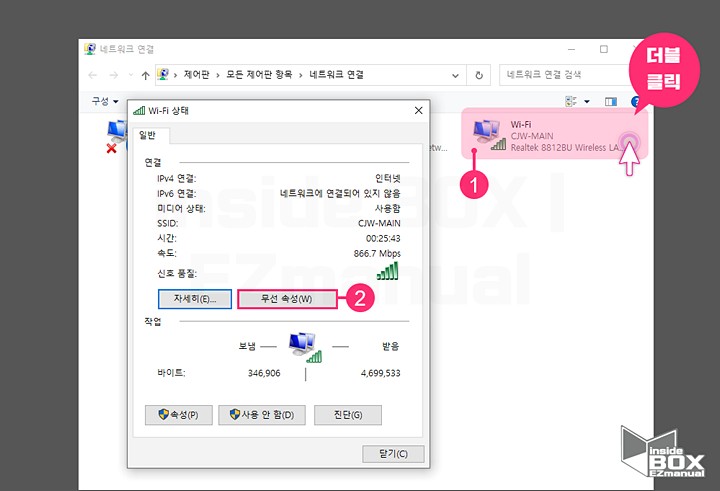 네트워크 연결
더블
클릭
제어판 > 모든 제어판 항목 > 네트워크 연결
네트워크 연결 검색
구성
Wi-Fi
CJW-MAIN
Realtek 8812BU Wireless LA...
etw...
1
Wi-Fi 상태
일반
연결
IPv4 연결: 인터넷
IPv6 연결: 네트워크에 연결되어 있지 않음
미디어 상태: 사용함
SSID: CJW-MAIN
시간: 00:25:43
속도: 866.7 Mbps
신호 품질:
자세히(E)... 무선 속성(W) 2
작업
보냄 받음
바이트: 346,906 4,699,533
속성(P) 사용 안 함(D) 진단(G)
닫기(C)
Inside BOX |
EZmanual
inside
BOX
EZmanual